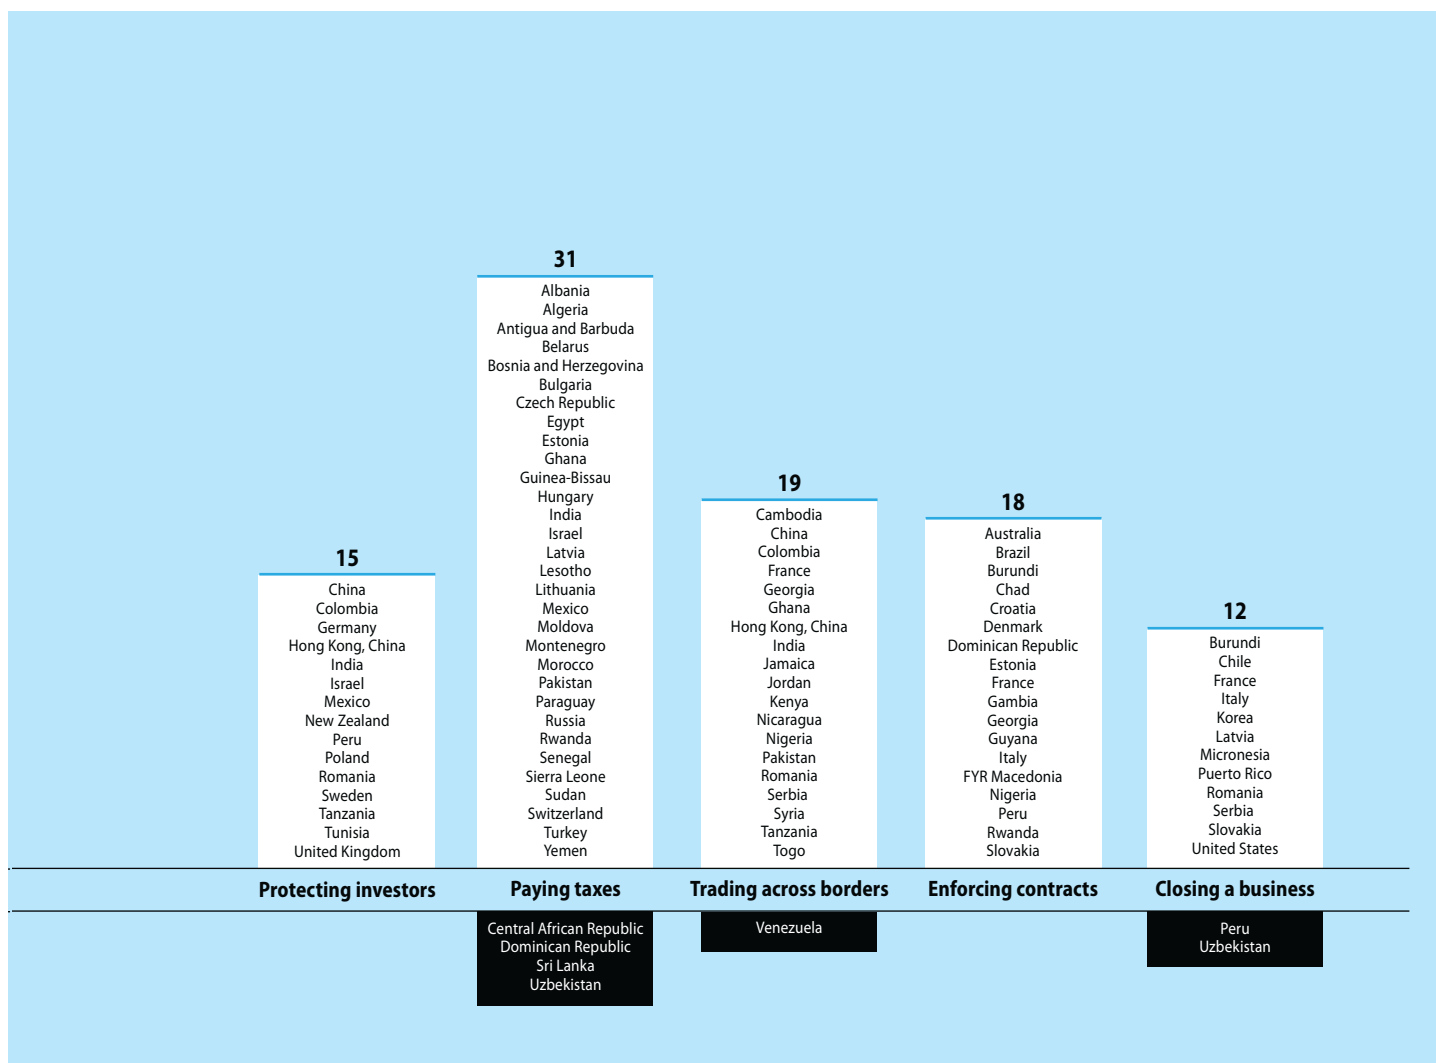 15
China
Colombia
Germany
Hong Kong, China
India
Israel
Mexico
New Zealand
Peru
Poland
Romania
Sweden
Tanzania
Tunisia
United Kingdom
Protecting investors
31
Albania
Algeria
Antigua and Barbuda
Belarus
Bosnia and Herzegovina
Bulgaria
Czech Republic
Egypt
Estonia
Ghana
Guinea-Bissau
Hungary
India
Israel
Latvia
Lesotho
Lithuania
Mexico
Moldova
Montenegro
Morocco
Pakistan
Paraguay
Russia
Rwanda
Senegal
Sierra Leone
Sudan
Switzerland
Turkey
Yemen
Paying taxes
Central African Republic
Dominican Republic
Sri Lanka
Uzbekistan
19
Cambodia
China
Colombia
France
Georgia
Ghana
Hong Kong, China
India
Jamaica
Jordan
Kenya
Nicaragua
Nigeria
Pakistan
Romania
Serbia
Syria
Tanzania
Togo
Trading across borders
Venezuela
18
Australia
Brazil
Burundi
Chad
Croatia
Denmark
Dominican Republic
Estonia
France
Gambia
Georgia
Guyana
Italy
FYR Macedonia
Nigeria
Peru
Rwanda
Slovakia
Enforcing contracts
12
Burundi
Chile
France
Italy
Korea
Latvia
Micronesia
Puerto Rico
Romania
Serbia
Slovakia
United States
Closing a business
Peru
Uzbekistan